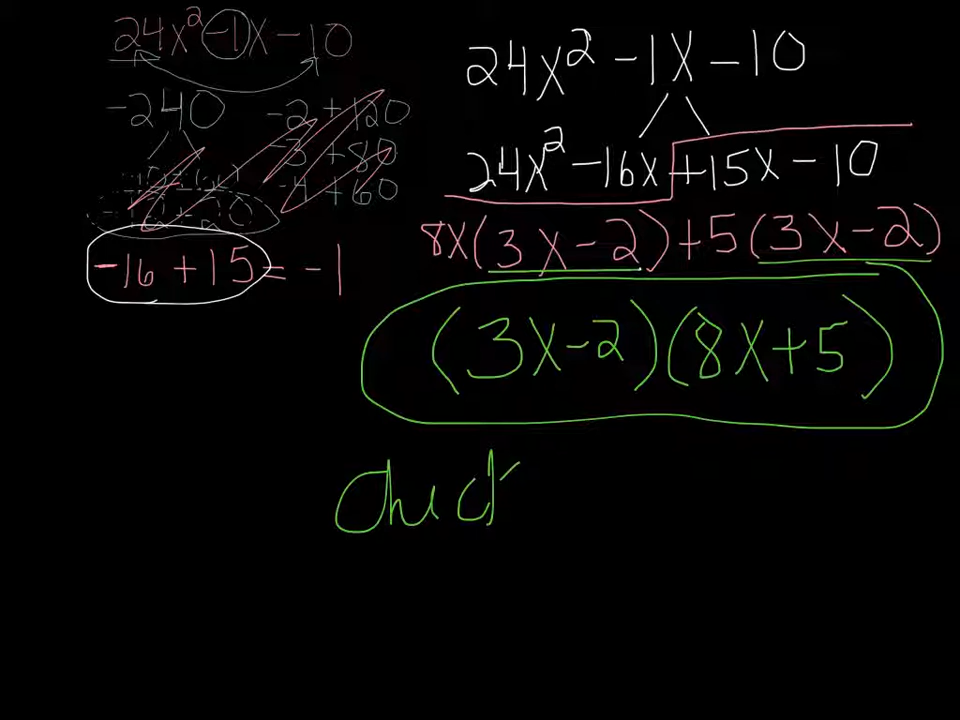 24x² -1x -10
-240
-2 +120
-3 +80
-4 +60
-16 +15 = -1
24x² -1x -10
24x² -16x +15x -10
8x(3x-2)+5(3x-2)
(3x-2)(8x+5)